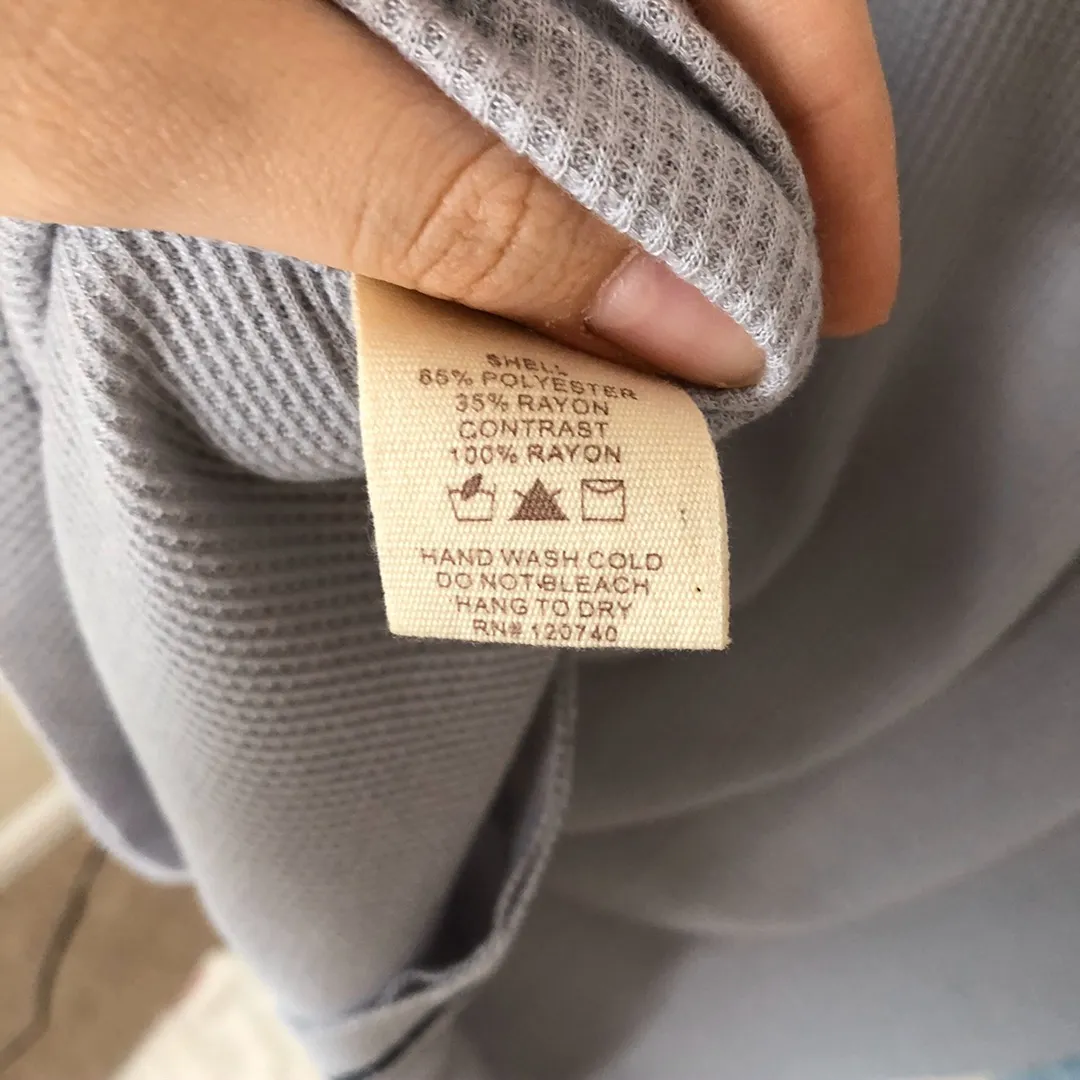 SHELL
65% POLYESTER
35% RAYON
CONTRAST
100% RAYON
HAND WASH COLD
DO NOT BLEACH
HANG TO DRY
RN# 120740